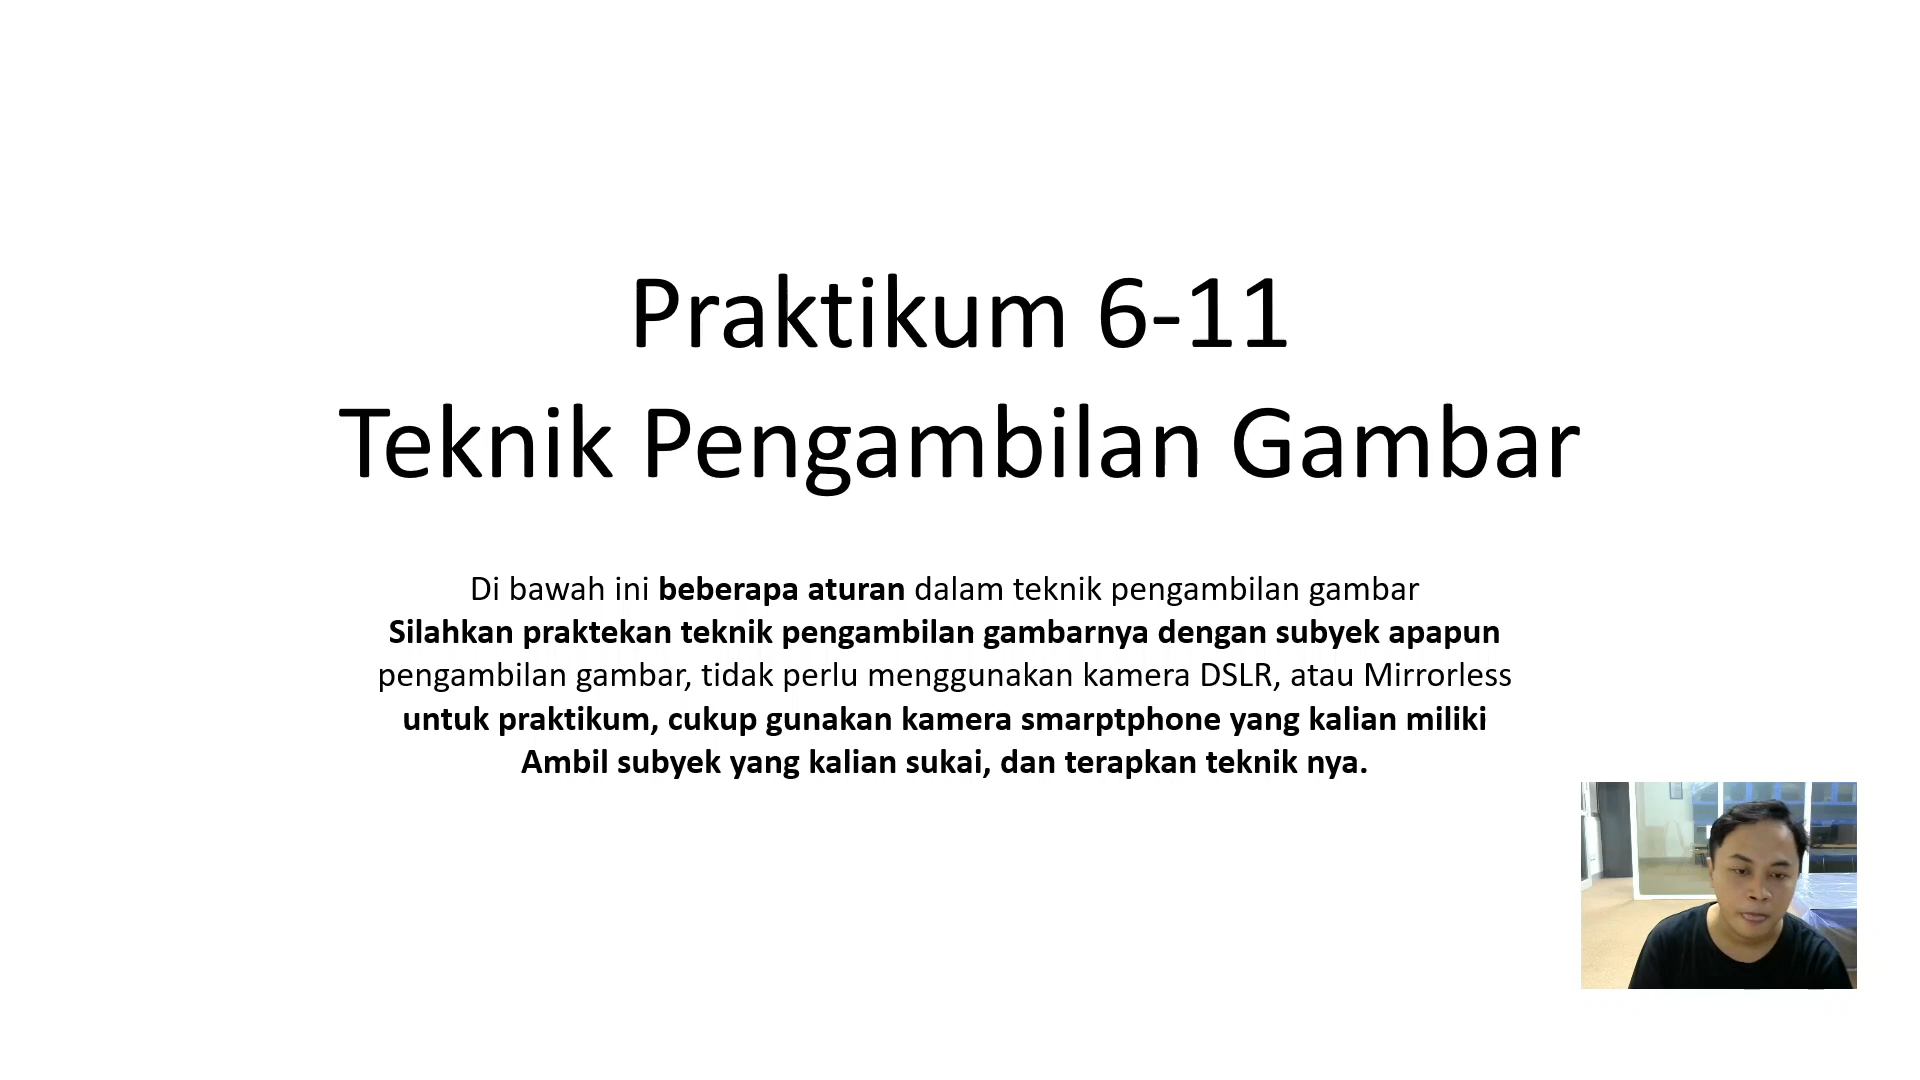 Praktikum 6-11
Teknik Pengambilan Gambar
Di bawah ini beberapa aturan dalam teknik pengambilan gambar
Silahkan praktekan teknik pengambilan gambarnya dengan subyek apapun
pengambilan gambar, tidak perlu menggunakan kamera DSLR, atau Mirrorless
untuk praktikum, cukup gunakan kamera smarptphone yang kalian miliki
Ambil subyek yang kalian sukai, dan terapkan teknik nya.